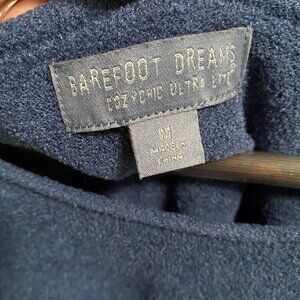 BAREFOOT DREAMS
COZYCHIC ULTRA LITE
M
MADE IN
CHINA